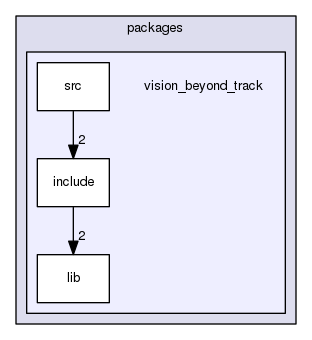 packages
src
vision_beyond_track
2
include
2
lib